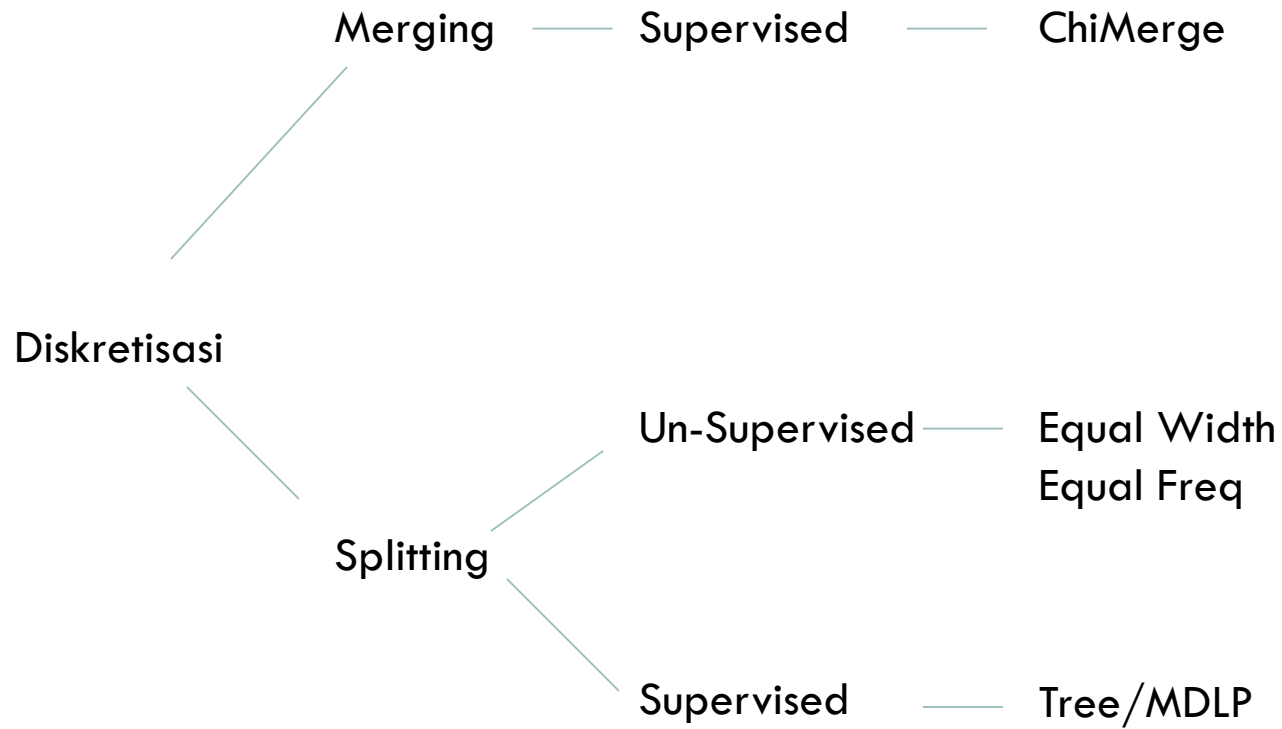 Merging
Supervised
ChiMerge
Diskretisasi
Un-Supervised
Equal Width
Equal Freq
Splitting
Supervised
Tree/MDLP